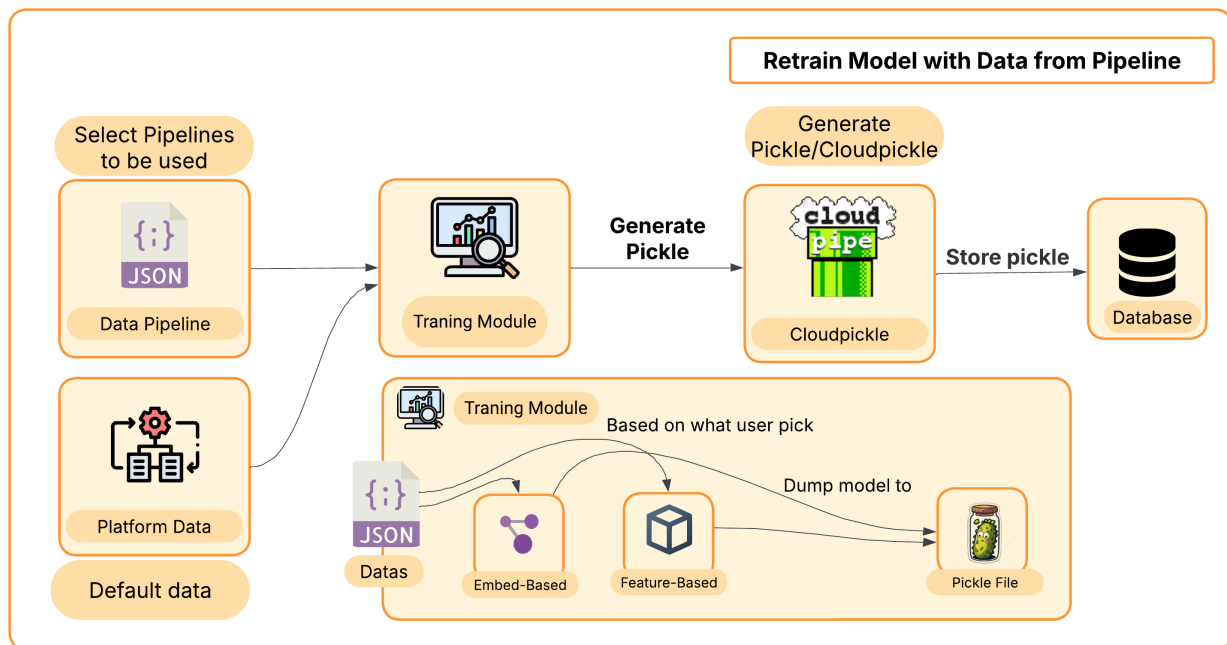 Retrain Model with Data from Pipeline
Select Pipelines
to be used
Generate
Pickle/Cloudpickle
{;}
JSON
Data Pipeline
Traning Module
Generate
Pickle
cloud
pipe
Cloudpickle
Store pickle
Database
Platform Data
Default data
Traning Module
Based on what user pick
Dump model to
{;}
JSON
Datas
Embed-Based
Feature-Based
Pickle File